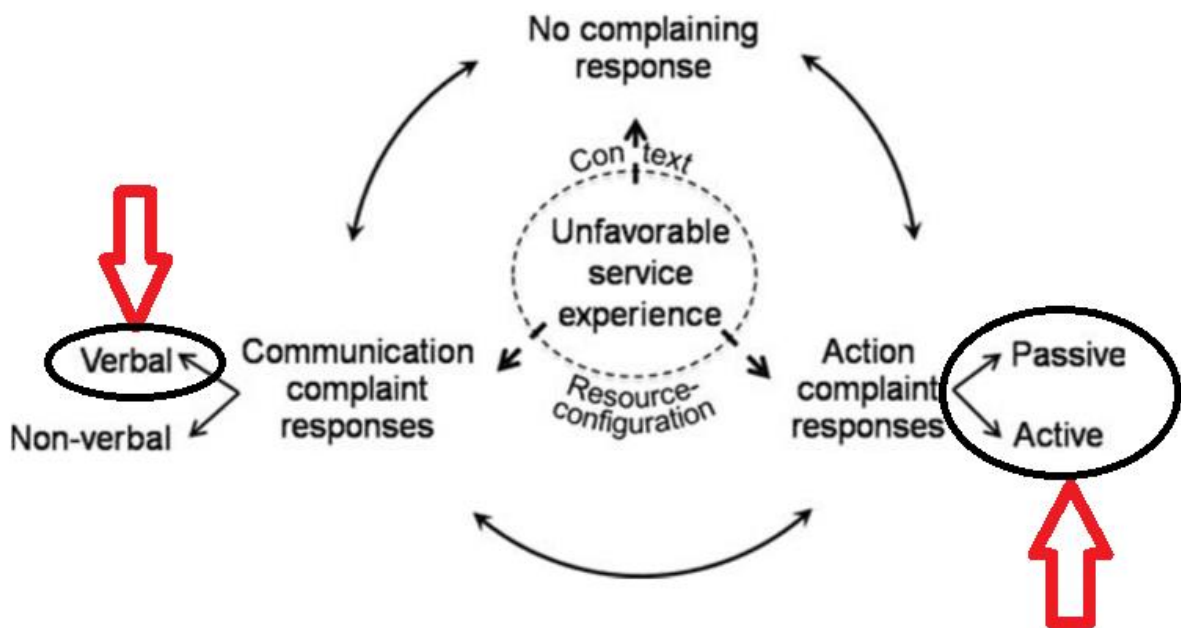 No complaining
response
Con text
Unfavorable
service
experience
Resource-
configuration
Verbal
Non-verbal
Communication
complaint
responses
Action
complaint
responses
Passive
Active